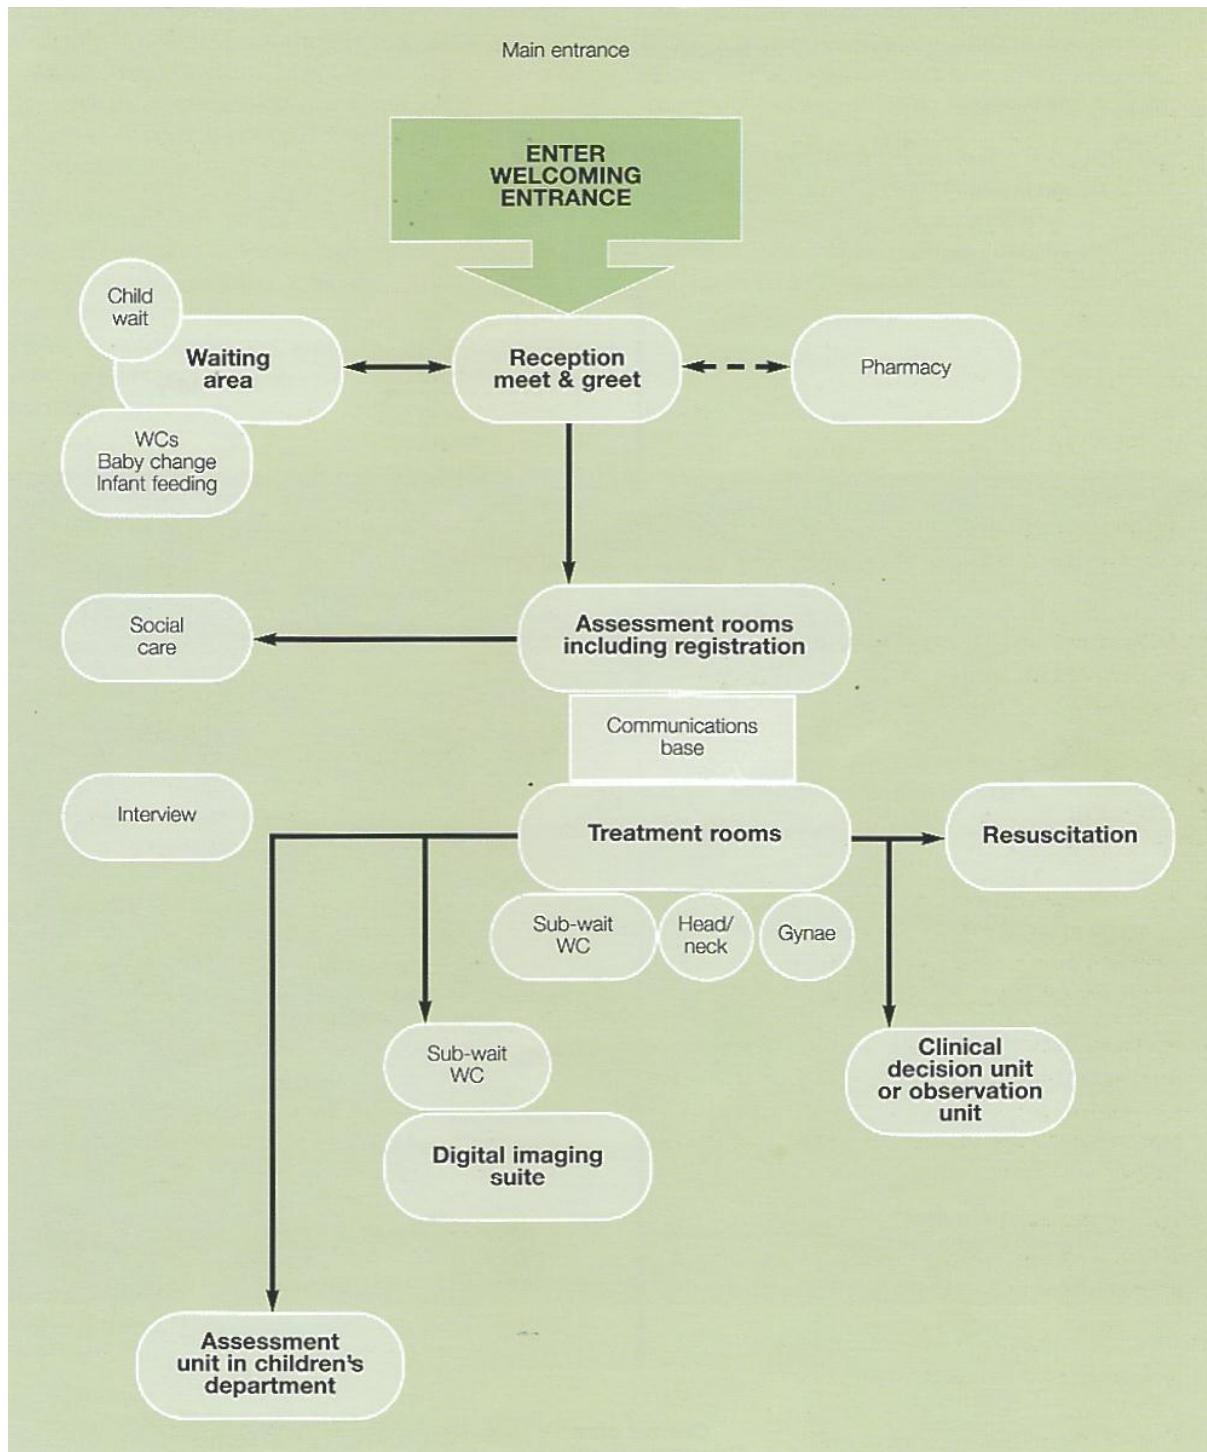 Main entrance
ENTER
WELCOMING
ENTRANCE
Child
wait
Waiting
area
Reception
meet & greet
Pharmacy
WCs
Baby change
Infant feeding
Social
care
Assessment rooms
including registration
Communications
base
Interview
Treatment rooms
Resuscitation
Sub-wait
WC
Head/
neck
Gynae
Sub-wait
WC
Clinical
decision unit
or observation
unit
Digital imaging
suite
Assessment
unit in children's
department